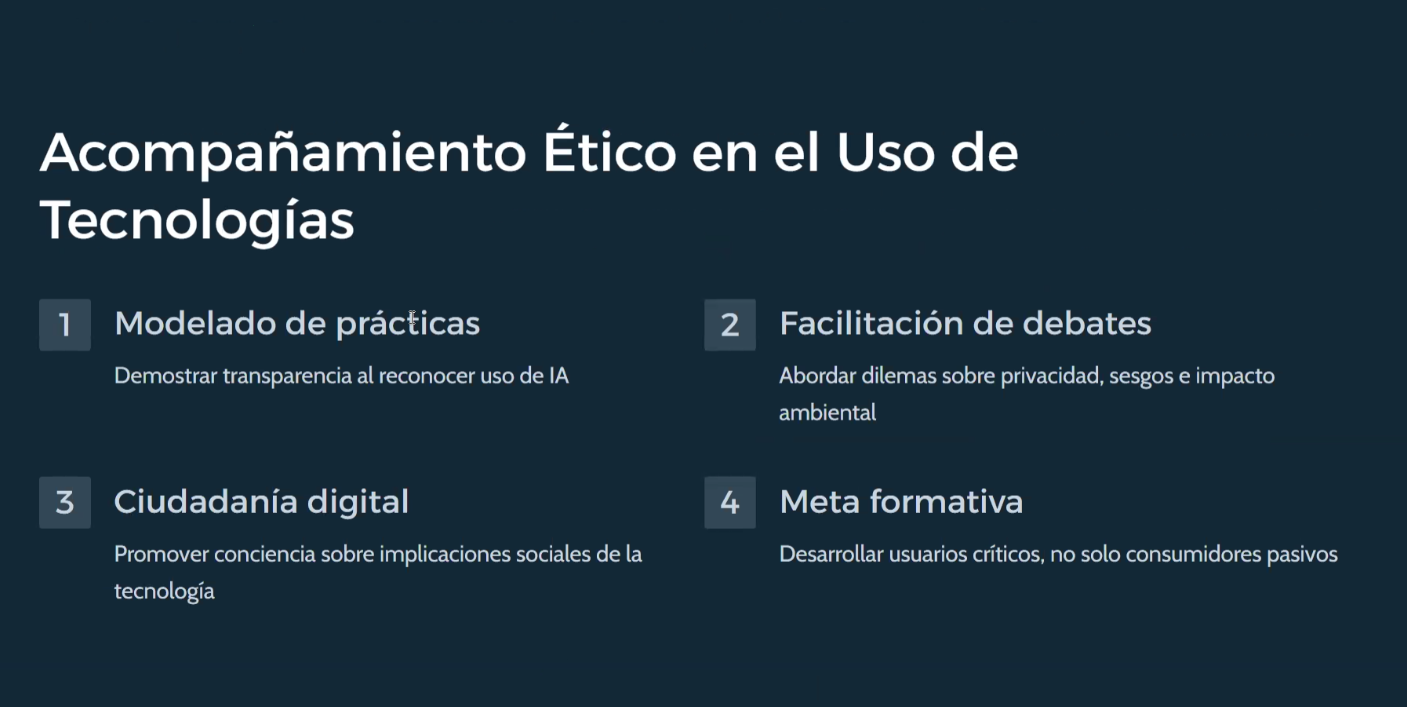 Acompañamiento Ético en el Uso de
Tecnologías
1
Modelado de prácticas
Demostrar transparencia al reconocer uso de IA
2
Facilitación de debates
Abordar dilemas sobre privacidad, sesgos e impacto
ambiental
3
Ciudadanía digital
Promover conciencia sobre implicaciones sociales de la
tecnología
4
Meta formativa
Desarrollar usuarios críticos, no solo consumidores pasivos